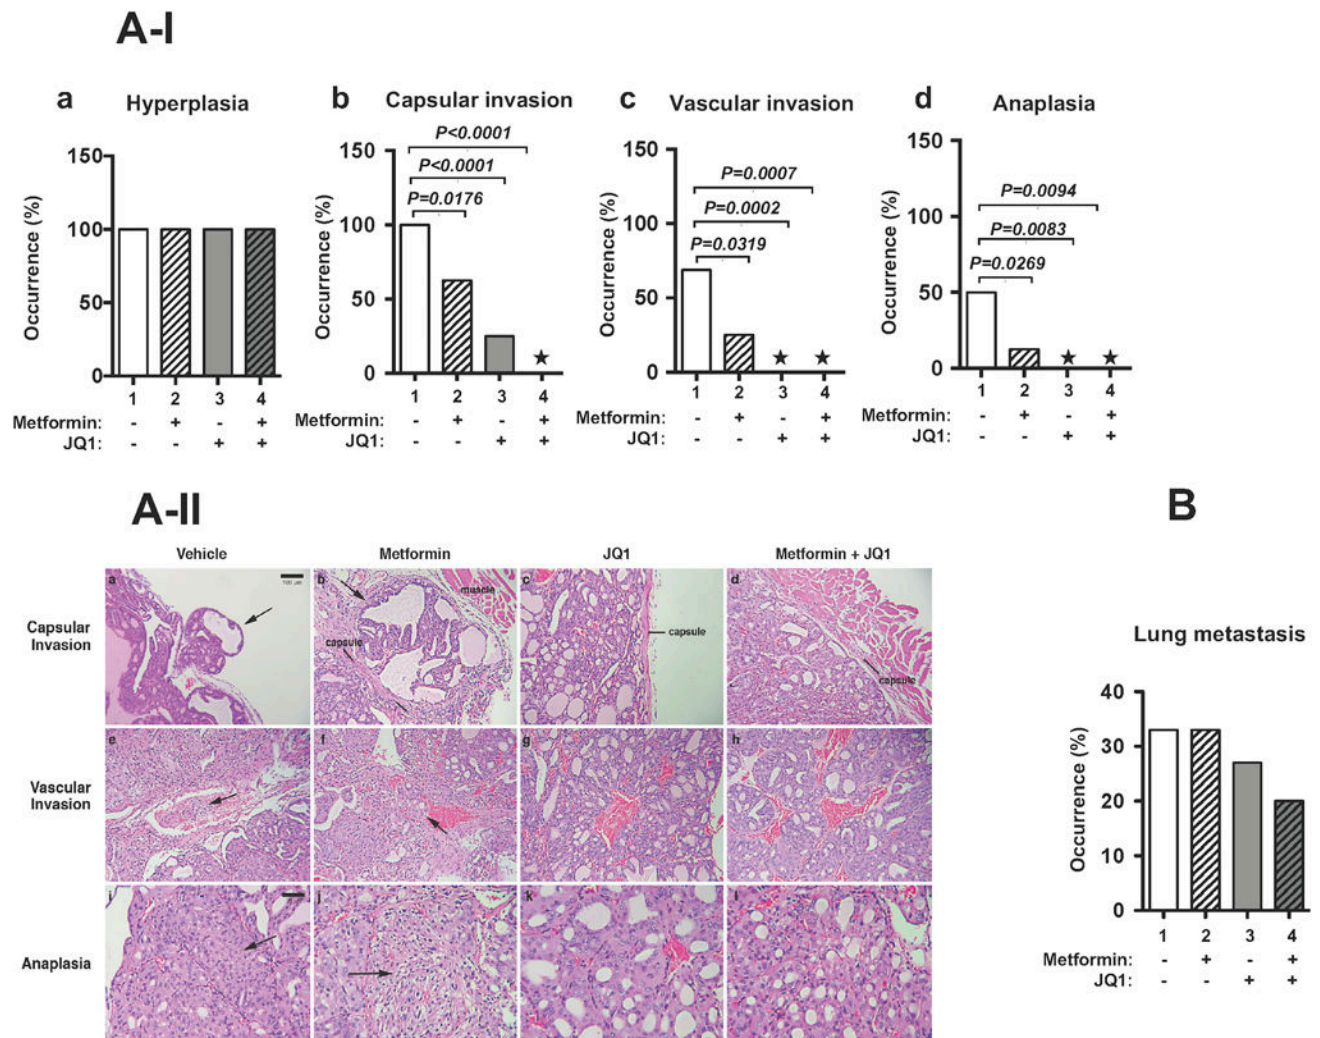 A-I
a Hyperplasia
Occurrence (%)
150
100
50
0
1 2 3 4
Metformin: - + - +
JQ1: - - + +
b Capsular invasion
Occurrence (%)
150
100
50
0
P<0.0001
P<0.0001
P=0.0176
★
1 2 3 4
- + - +
- - + +
c Vascular invasion
Occurrence (%)
150
100
50
0
P=0.0007
P=0.0002
P=0.0319
★ ★
1 2 3 4
Metformin: - + - +
JQ1: - - + +
d Anaplasia
Occurrence (%)
150
100
50
0
P=0.0094
P=0.0083
P=0.0269
★ ★
1 2 3 4
Metformin: - + - +
JQ1: - - + +
A-II
Vehicle Metformin JQ1 Metformin + JQ1
Capsular
Invasion
a 100 µm
b muscle
capsule
c capsule
d capsule
Vascular
Invasion
e f g h
Anaplasia
i j k l
B
Lung metastasis
Occurrence (%)
40
30
20
10
0
1 2 3 4
Metformin: - + - +
JQ1: - - + +